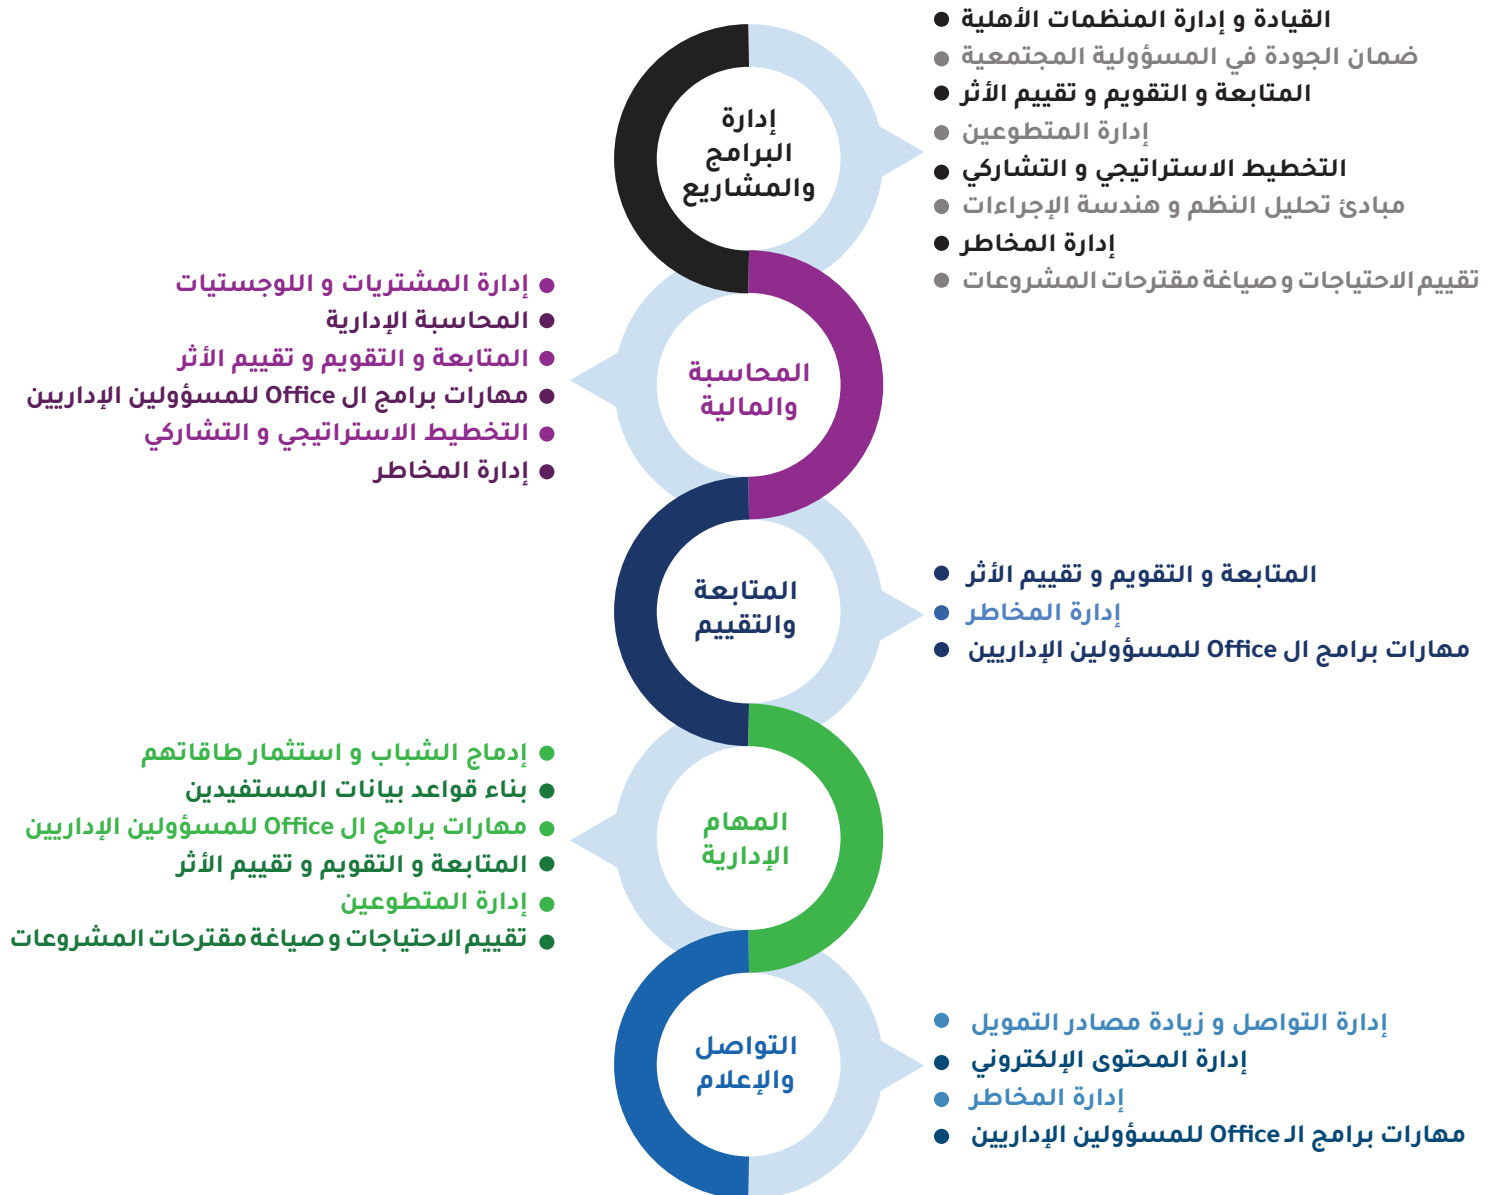 إدارة
البرامج
والمشاريع
القيادة و إدارة المنظمات الأهلية
ضمان الجودة في المسؤولية المجتمعية
المتابعة و التقويم و تقييم الأثر
إدارة المتطوعين
التخطيط الاستراتيجي و التشاركي
مبادئ تحليل النظم و هندسة الإجراءات
إدارة المخاطر
تقييم الاحتياجات و صياغة مقترحات المشروعات
المحاسبة
والمالية
إدارة المشتريات و اللوجستيات
المحاسبة الإدارية
المتابعة و التقويم و تقييم الأثر
مهارات برامج ال Office للمسؤولين الإداريين
التخطيط الاستراتيجي و التشاركي
إدارة المخاطر
المتابعة
والتقييم
المتابعة و التقويم و تقييم الأثر
إدارة المخاطر
مهارات برامج ال Office للمسؤولين الإداريين
المهام
الإدارية
إدماج الشباب و استثمار طاقاتهم
بناء قواعد بيانات المستفيدين
مهارات برامج ال Office للمسؤولين الإداريين
المتابعة و التقويم و تقييم الأثر
إدارة المتطوعين
تقييم الاحتياجات و صياغة مقترحات المشروعات
التواصل
والإعلام
إدارة التواصل و زيادة مصادر التمويل
إدارة المحتوى الإلكتروني
إدارة المخاطر
مهارات برامج الـ Office للمسؤولين الإداريين